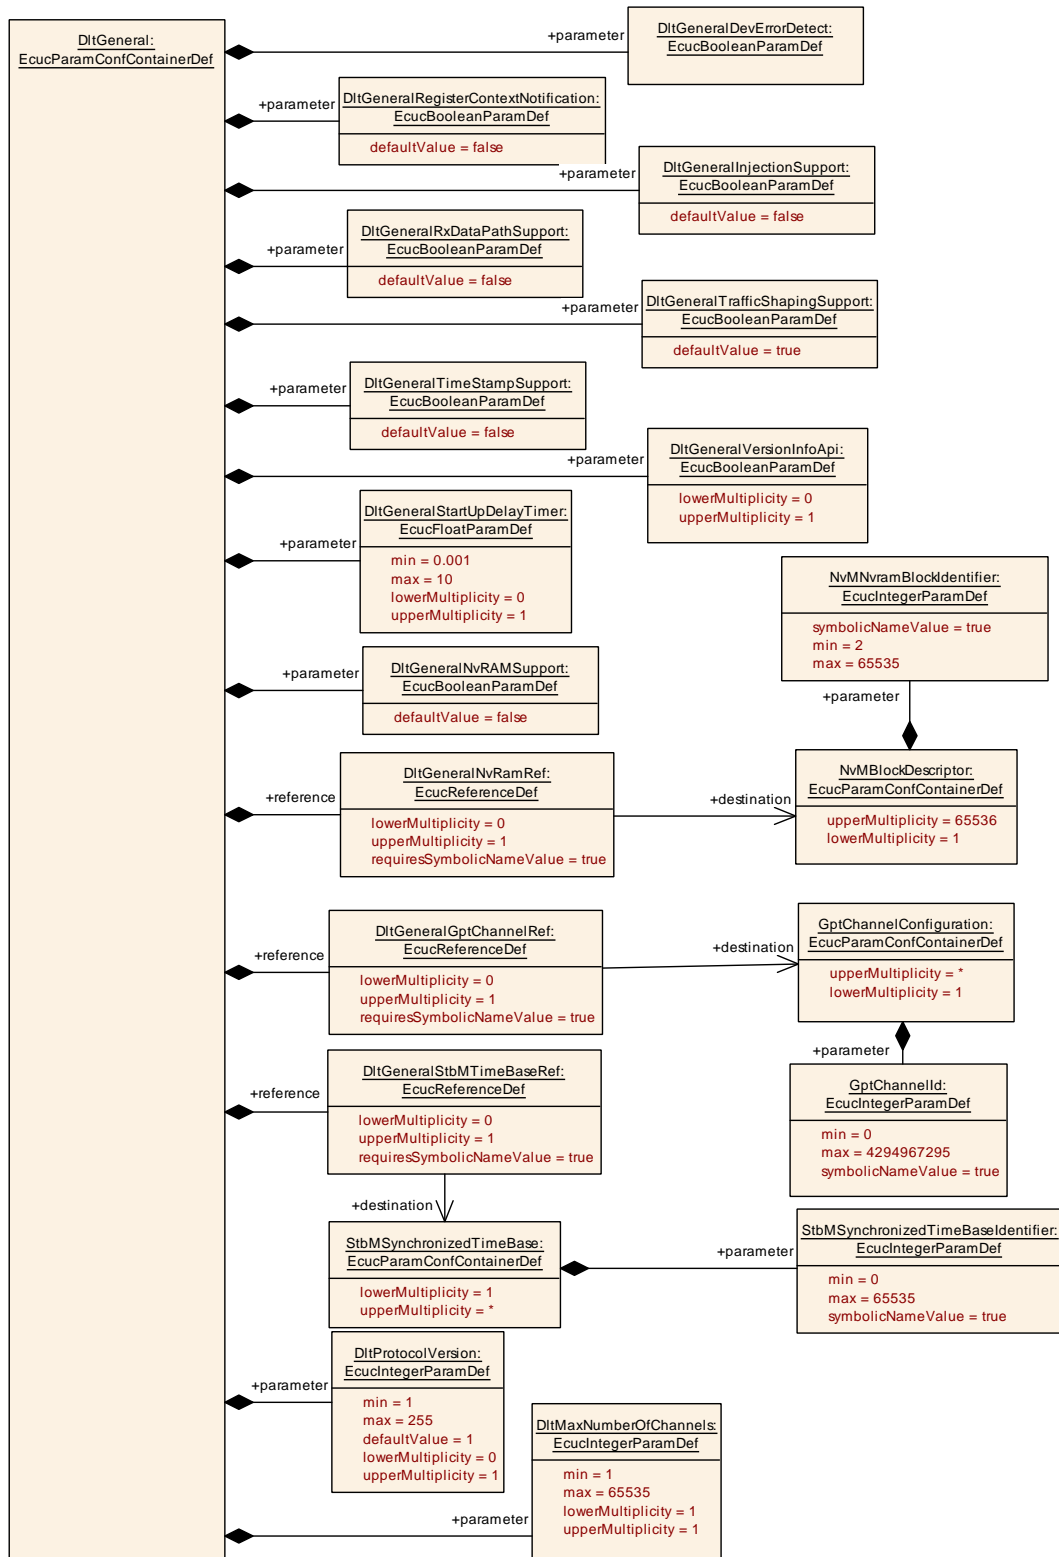 DltGeneral:
EcucParamConfContainerDef
+parameter
DltGeneralDevErrorDetect:
EcucBooleanParamDef
+parameter
DltGeneralRegisterContextNotification:
EcucBooleanParamDef
defaultValue = false
+parameter
DltGeneralInjectionSupport:
EcucBooleanParamDef
defaultValue = false
+parameter
DltGeneralRxDataPathSupport:
EcucBooleanParamDef
defaultValue = false
+parameter
DltGeneralTrafficShapingSupport:
EcucBooleanParamDef
defaultValue = true
+parameter
DltGeneralTimeStampSupport:
EcucBooleanParamDef
defaultValue = false
+parameter
DltGeneralVersionInfoApi:
EcucBooleanParamDef
lowerMultiplicity = 0
upperMultiplicity = 1
+parameter
DltGeneralStartUpDelayTimer:
EcucFloatParamDef
min = 0.001
max = 10
lowerMultiplicity = 0
upperMultiplicity = 1
NvMNvramBlockIdentifier:
EcucIntegerParamDef
symbolicNameValue = true
min = 2
max = 65535
+parameter
+parameter
DltGeneralNvRAMSupport:
EcucBooleanParamDef
defaultValue = false
+reference
DltGeneralNvRamRef:
EcucReferenceDef
lowerMultiplicity = 0
upperMultiplicity = 1
requiresSymbolicNameValue = true
+destination
NvMBlockDescriptor:
EcucParamConfContainerDef
upperMultiplicity = 65536
lowerMultiplicity = 1
+reference
DltGeneralGptChannelRef:
EcucReferenceDef
lowerMultiplicity = 0
upperMultiplicity = 1
requiresSymbolicNameValue = true
+destination
GptChannelConfiguration:
EcucParamConfContainerDef
upperMultiplicity = *
lowerMultiplicity = 1
+parameter
GptChannelId:
EcucIntegerParamDef
min = 0
max = 4294967295
symbolicNameValue = true
+reference
DltGeneralStbMTimeBaseRef:
EcucReferenceDef
lowerMultiplicity = 0
upperMultiplicity = 1
requiresSymbolicNameValue = true
+destination
StbMSynchronizedTimeBase:
EcucParamConfContainerDef
lowerMultiplicity = 1
upperMultiplicity = *
+parameter
StbMSynchronizedTimeBaseIdentifier:
EcucIntegerParamDef
min = 0
max = 65535
symbolicNameValue = true
+parameter
DltProtocolVersion:
EcucIntegerParamDef
min = 1
max = 255
defaultValue = 1
lowerMultiplicity = 0
upperMultiplicity = 1
+parameter
DltMaxNumberOfChannels:
EcucIntegerParamDef
min = 1
max = 65535
lowerMultiplicity = 1
upperMultiplicity = 1